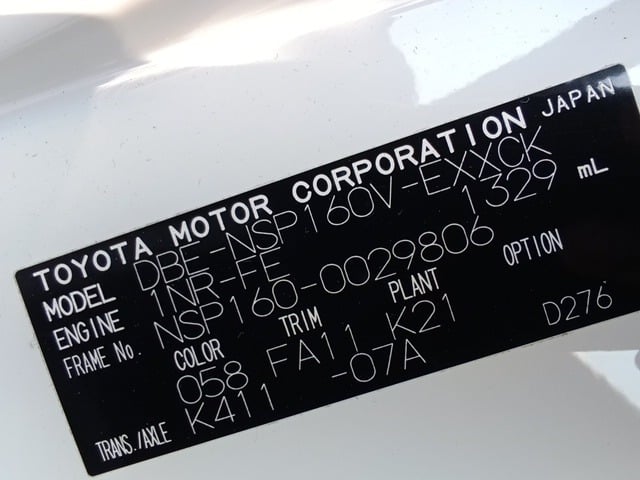 TOYOTA MOTOR CORPORATION JAPAN
MODEL DBE-NSP160V-EXXCK
ENGINE 1NR-FE 1329 mL
FRAME No. NSP160-0029806
COLOR TRIM PLANT OPTION
058 FA11 K21 D276
TRANS./AXLE K411 -07A